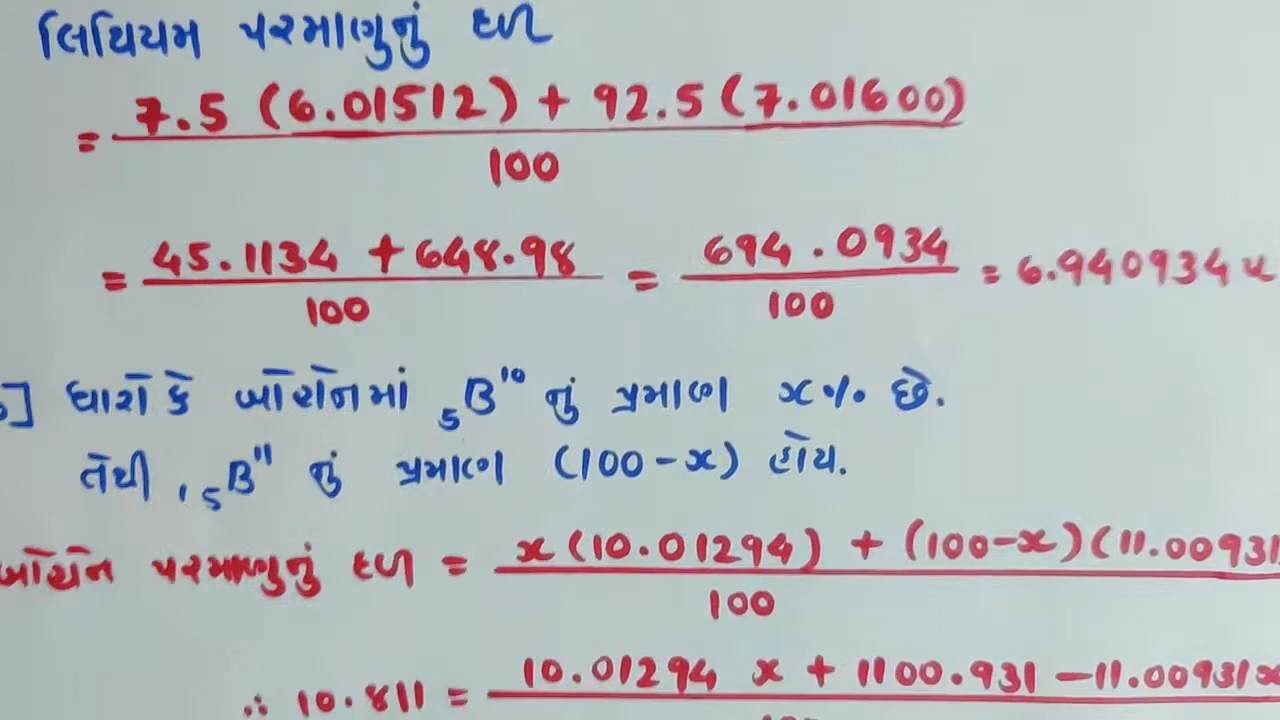 લિથિયમ પરમાણુનું દળ
= 7.5 (6.01512) + 92.5 (7.01600)
100
= 45.1134 + 648.98 = 694.0934 = 6.940934 u
100 100
] ધારો કે બોરોનમાં ₅B¹⁰ નું પ્રમાણ x% છે.
તેથી, ₅B¹¹ નું પ્રમાણ (100 - x) હોય.
બોરોન પરમાણુનું દળ = x (10.01294) + (100-x) (11.00931
100
∴ 10.811 = 10.01294 x + 1100.931 - 11.00931x